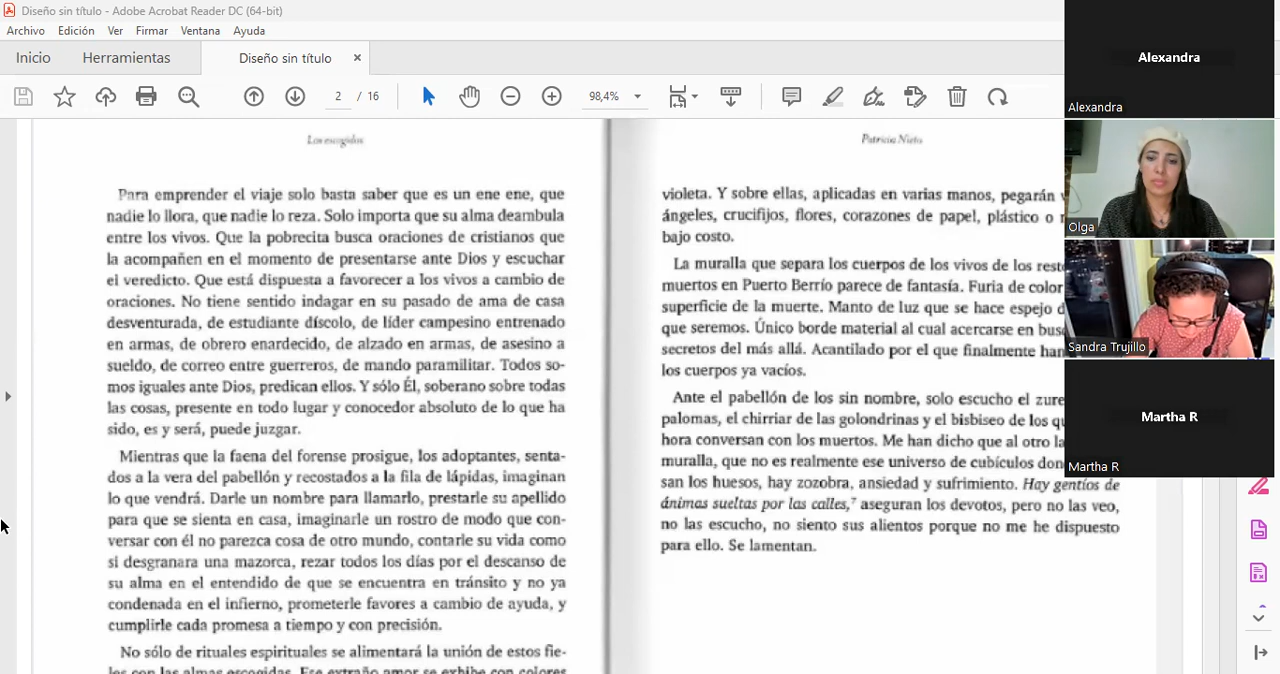 Diseño sin título - Adobe Acrobat Reader DC (64-bit)
Archivo Edición Ver Firmar Ventana Ayuda
Inicio Herramientas Diseño sin título ×
2 / 16 98,4%
Los escogidos
Para emprender el viaje solo basta saber que es un ene ene, que
nadie lo llora, que nadie lo reza. Solo importa que su alma deambula
entre los vivos. Que la pobrecita busca oraciones de cristianos que
la acompañen en el momento de presentarse ante Dios y escuchar
el veredicto. Que está dispuesta a favorecer a los vivos a cambio de
oraciones. No tiene sentido indagar en su pasado de ama de casa
desventurada, de estudiante díscolo, de líder campesino entrenado
en armas, de obrero enardecido, de alzado en armas, de asesino a
sueldo, de correo entre guerreros, de mando paramilitar. Todos so-
mos iguales ante Dios, predican ellos. Y sólo Él, soberano sobre todas
las cosas, presente en todo lugar y conocedor absoluto de lo que ha
sido, es y será, puede juzgar.
Mientras que la faena del forense prosigue, los adoptantes, senta-
dos a la vera del pabellón y recostados a la fila de lápidas, imaginan
lo que vendrá. Darle un nombre para llamarlo, prestarle su apellido
para que se sienta en casa, imaginarle un rostro de modo que con-
versar con él no parezca cosa de otro mundo, contarle su vida como
si desgranara una mazorca, rezar todos los días por el descanso de
su alma en el entendido de que se encuentra en tránsito y no ya
condenada en el infierno, prometerle favores a cambio de ayuda, y
cumplirle cada promesa a tiempo y con precisión.
No sólo de rituales espirituales se alimentará la unión de estos fie-
les con las almas escogidas. Ese extraño amor se exhibe con colores
Patricia Nieto
violeta. Y sobre ellas, aplicadas en varias manos, pegarán
ángeles, crucifijos, flores, corazones de papel, plástico o
bajo costo.
La muralla que separa los cuerpos de los vivos de los rest
muertos en Puerto Berrío parece de fantasía. Furia de color
superficie de la muerte. Manto de luz que se hace espejo d
que seremos. Único borde material al cual acercarse en bus
secretos del más allá. Acantilado por el que finalmente han
los cuerpos ya vacíos.
Ante el pabellón de los sin nombre, solo escucho el zure
palomas, el chirriar de las golondrinas y el bisbiseo de los qu
hora conversan con los muertos. Me han dicho que al otro la
muralla, que no es realmente ese universo de cubículos don
san los huesos, hay zozobra, ansiedad y sufrimiento. Hay gentíos de
ánimas sueltas por las calles,⁷ aseguran los devotos, pero no las veo,
no las escucho, no siento sus alientos porque no me he dispuesto
para ello. Se lamentan.
Alexandra
Alexandra
Olga
Sandra Trujillo
Martha R
Martha R